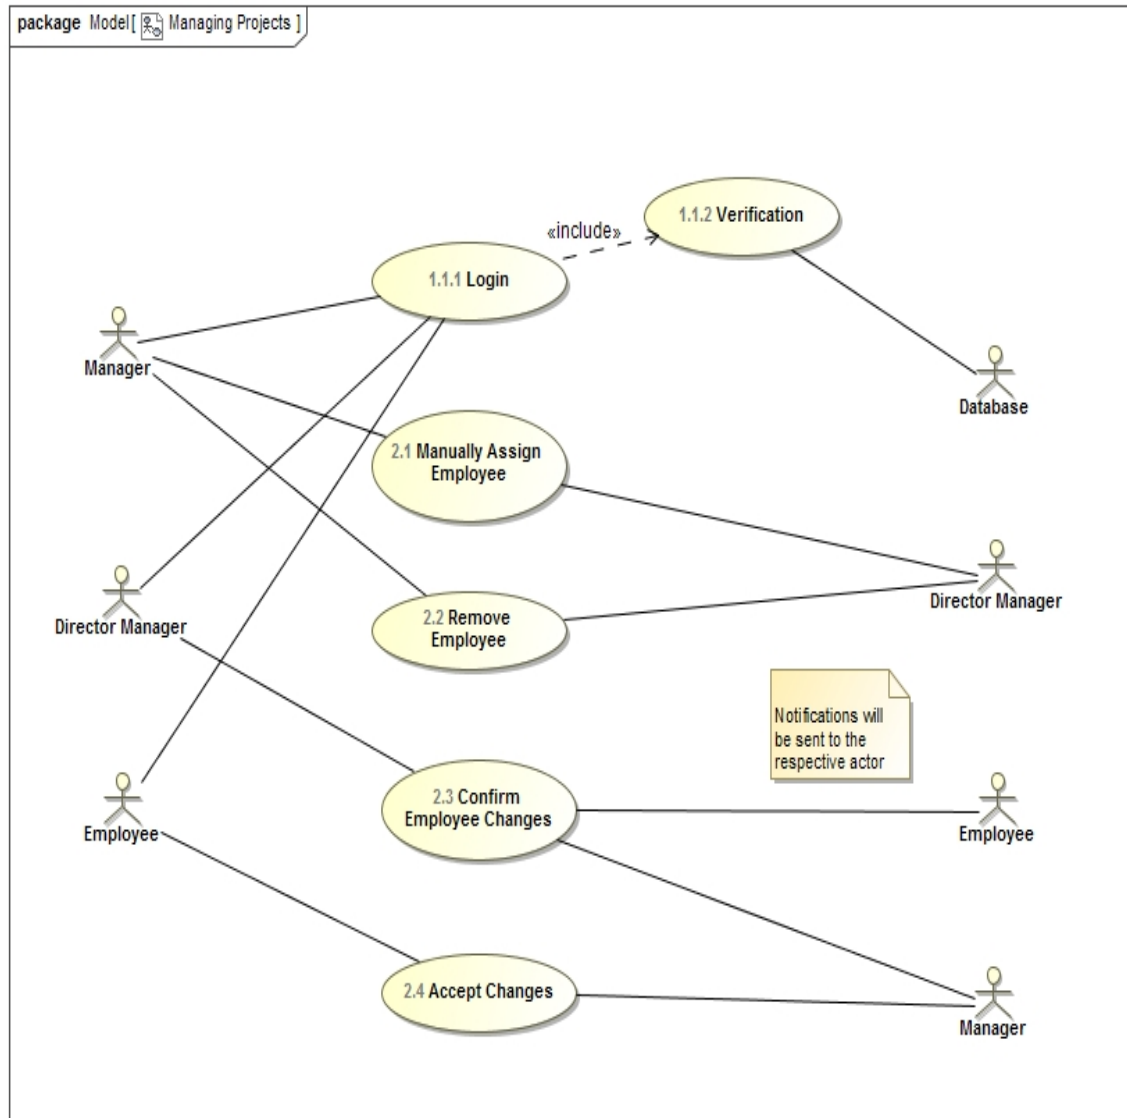 package Model[ Managing Projects ]
1.1.2 Verification
«include»
1.1.1 Login
Manager
Database
2.1 Manually Assign
Employee
Director Manager
Director Manager
2.2 Remove
Employee
Notifications will
be sent to the
respective actor
Employee
2.3 Confirm
Employee Changes
Employee
2.4 Accept Changes
Manager